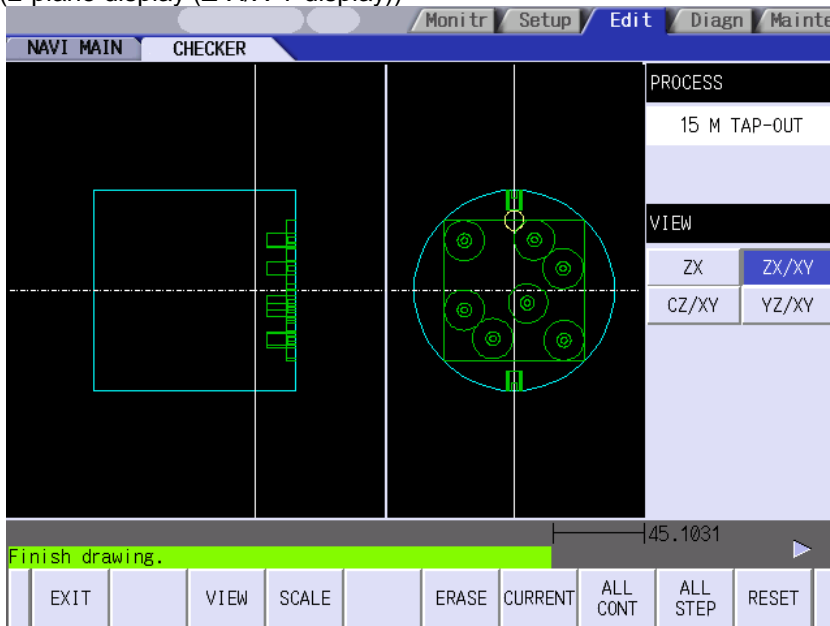 Monitr Setup Edit Diagn Mainte
NAVI MAIN CHECKER
PROCESS
15 M TAP-OUT
VIEW
ZX ZX/XY
CZ/XY YZ/XY
45.1031
Finish drawing.
EXIT VIEW SCALE ERASE CURRENT ALL CONT ALL STEP RESET